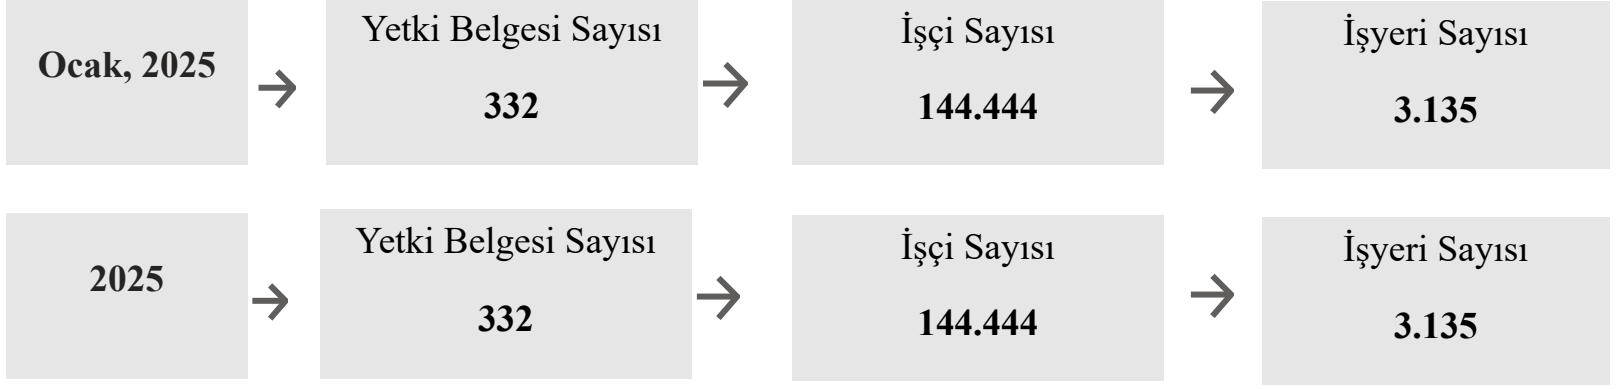 Ocak, 2025
Yetki Belgesi Sayısı
332
İşçi Sayısı
144.444
İşyeri Sayısı
3.135
2025
Yetki Belgesi Sayısı
332
İşçi Sayısı
144.444
İşyeri Sayısı
3.135